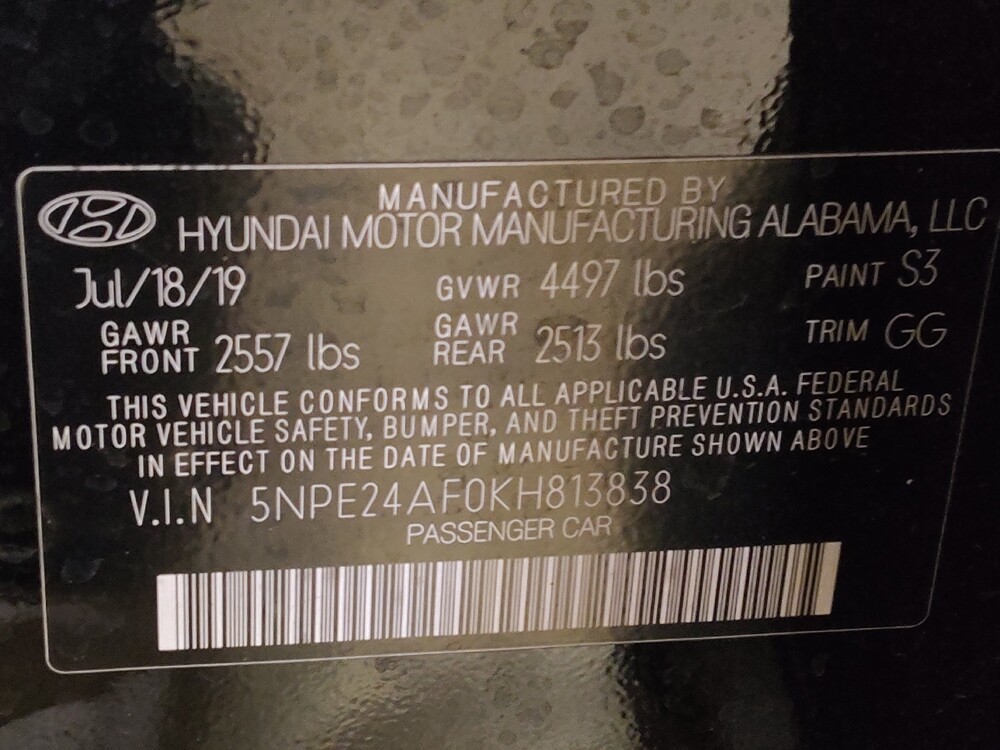 MANUFACTURED BY
HYUNDAI MOTOR MANUFACTURING ALABAMA, LLC
Jul/18/19 GVWR 4497 lbs PAINT S3
GAWR FRONT 2557 lbs GAWR REAR 2513 lbs TRIM GG
THIS VEHICLE CONFORMS TO ALL APPLICABLE U.S.A. FEDERAL
MOTOR VEHICLE SAFETY, BUMPER, AND THEFT PREVENTION STANDARDS
IN EFFECT ON THE DATE OF MANUFACTURE SHOWN ABOVE
V.I.N 5NPE24AF0KH813838
PASSENGER CAR